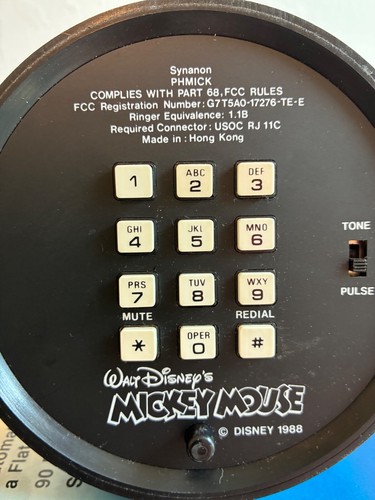 Synanon
PHMICK
COMPLIES WITH PART 68, FCC RULES
FCC Registration Number: G7T5A0-17276-TE-E
Ringer Equivalence: 1.1B
Required Connector: USOC RJ 11C
Made in: Hong Kong
1 ABC 2 DEF 3
GHI 4 JKL 5 MNO 6
TONE
PULSE
PRS 7 TUV 8 WXY 9
MUTE REDIAL
* OPER 0 #
WALT DISNEY'S
MICKEY MOUSE
© DISNEY 1988
a Flat
90